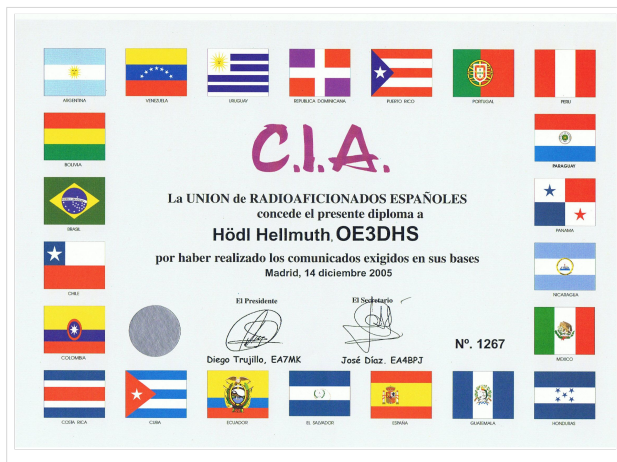 ARGENTINA
VENEZUELA
URUGUAY
REPUBLICA DOMINICANA
PUERTO RICO
PORTUGAL
PERU
BOLIVIA
C.I.A.
PARAGUAY
La UNION de RADIOAFICIONADOS ESPAÑOLES
concede el presente diploma a
BRASIL
Hödl Hellmuth, OE3DHS
PANAMA
por haber realizado los comunicados exigidos en sus bases
Madrid, 14 diciembre 2005
CHILE
NICARAGUA
El Presidente
El Secretario
Nº. 1267
COLOMBIA
Diego Trujillo, EA7MK
José Díaz. EA4BPJ
MEXICO
COSTA RICA
CUBA
ECUADOR
EL SALVADOR
ESPAÑA
GUATEMALA
HONDURAS